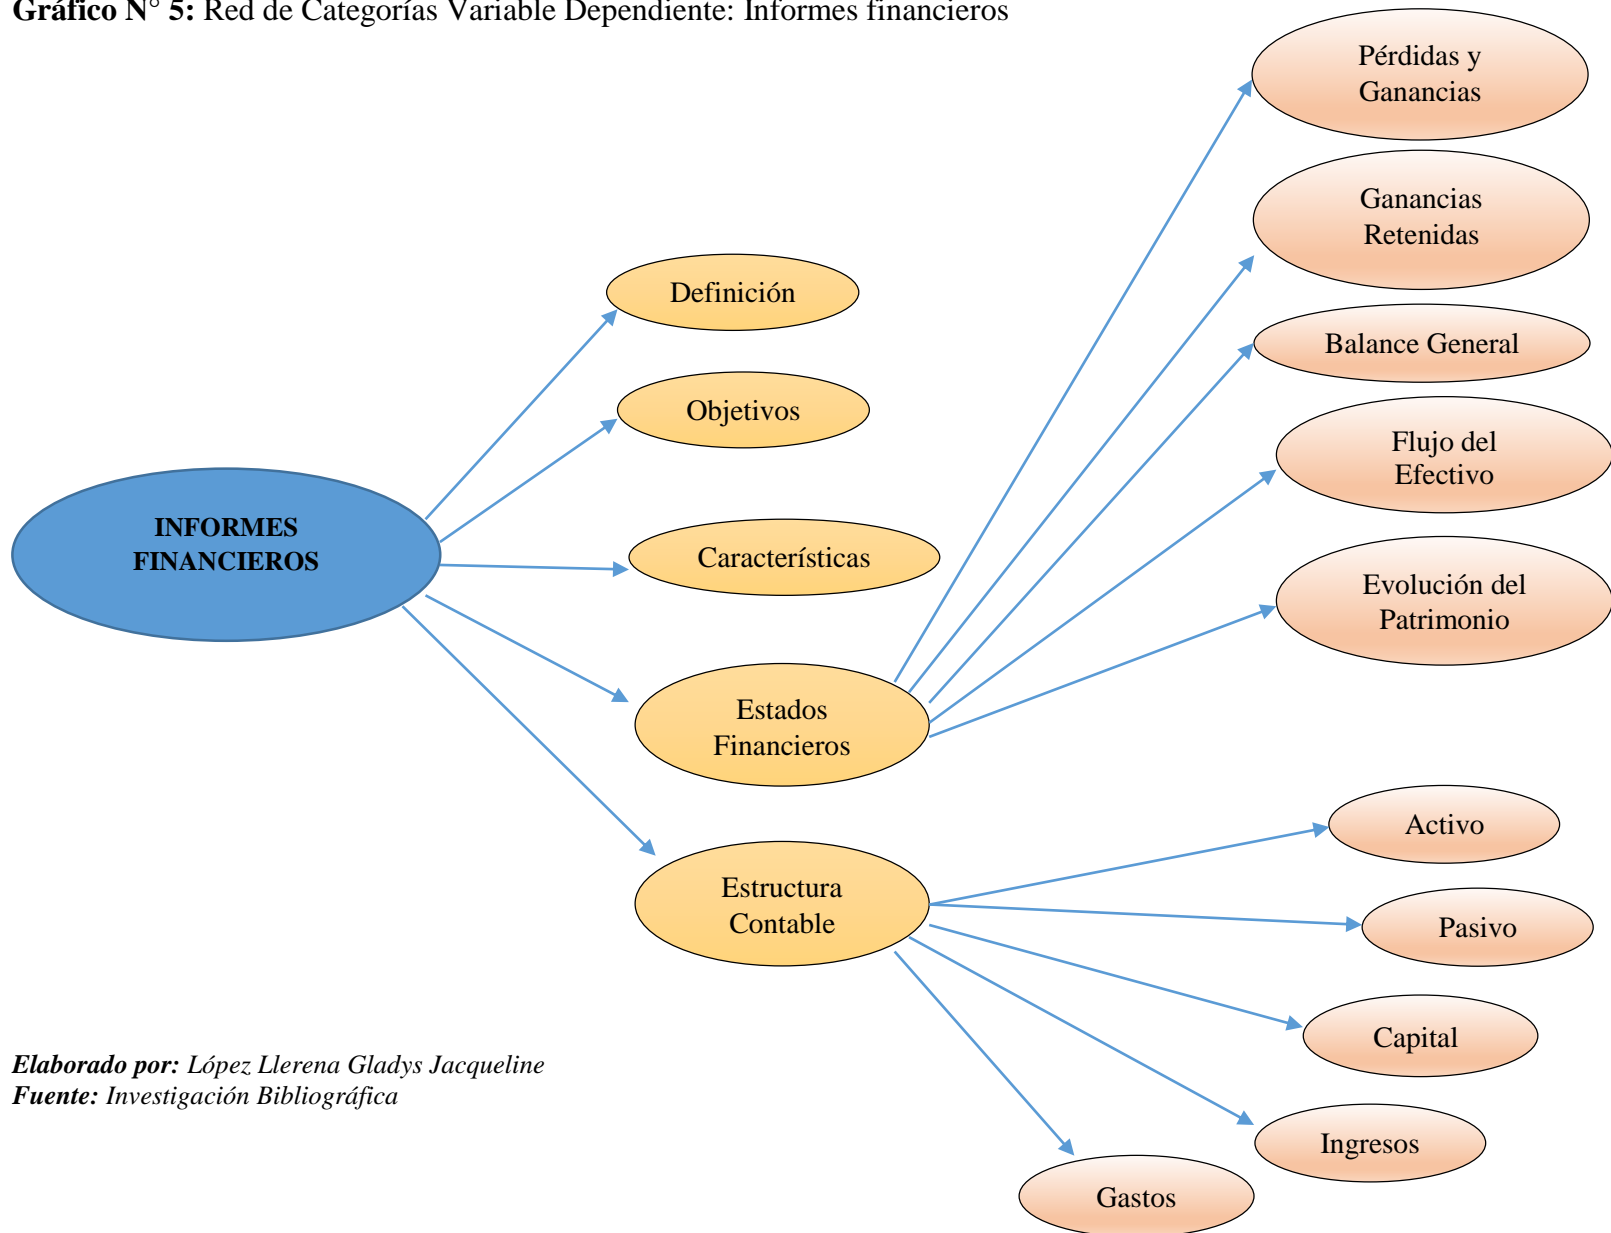 Gráfico N° 5: Red de Categorías Variable Dependiente: Informes financieros
Pérdidas y
Ganancias
Ganancias
Retenidas
Definición
Balance General
Objetivos
Flujo del
Efectivo
INFORMES
FINANCIEROS
Característícas
Evolución del
Patrimonio
Estados
Financieros
Activo
Estructura
Contable
Pasivo
Capital
Ingresos
Gastos
Elaborado por: López Llerena Gladys Jacqueline
Fuente: Investigación Bibliográfica